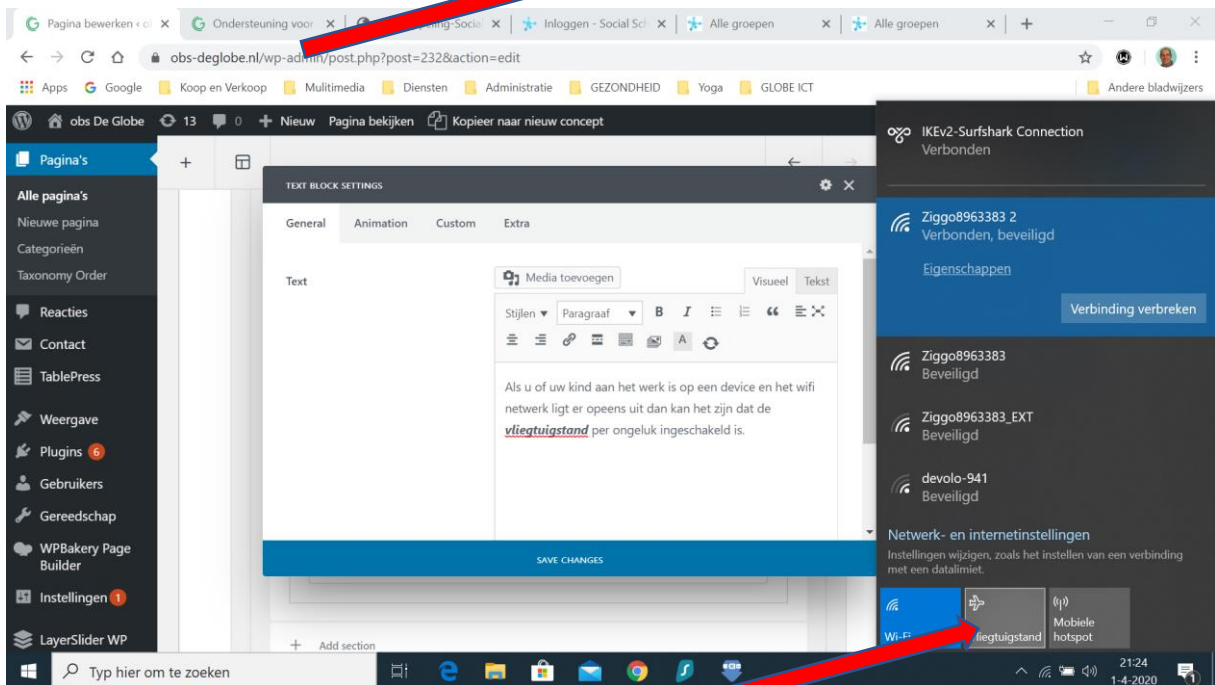 Pagina bewerken ‹ o
Ondersteuning voor
Social
Inloggen - Social Sch
Alle groepen
Alle groepen
obs-deglobe.nl/wp-admin/post.php?post=232&action=edit
Apps Google Koop en Verkoop Mulitimedia Diensten Administratie GEZONDHEID Yoga GLOBE ICT Andere bladwijzers
obs De Globe 13 0 + Nieuw Pagina bekijken Kopieer naar nieuw concept
Pagina's
Alle pagina's
Nieuwe pagina
Categorieën
Taxonomy Order
Reacties
Contact
TablePress
Weergave
Plugins 6
Gebruikers
Gereedschap
WPBakery Page
Builder
Instellingen 1
LayerSlider WP
TEXT BLOCK SETTINGS
General Animation Custom Extra
Text
Media toevoegen
Visueel Tekst
Stijlen Paragraaf B I
Als u of uw kind aan het werk is op een device en het wifi
netwerk ligt er opeens uit dan kan het zijn dat de
vliegtuigstand per ongeluk ingeschakeld is.
SAVE CHANGES
+ Add section
IKEv2-Surfshark Connection
Verbonden
Ziggo8963383 2
Verbonden, beveiligd
Eigenschappen
Verbinding verbreken
Ziggo8963383
Beveiligd
Ziggo8963383_EXT
Beveiligd
devolo-941
Beveiligd
Netwerk- en internetinstellingen
Instellingen wijzigen, zoals het instellen van een verbinding
met een datalimiet.
Wi-Fi
Vliegtuigstand
Mobiele
hotspot
Typ hier om te zoeken
21:24
1-4-2020